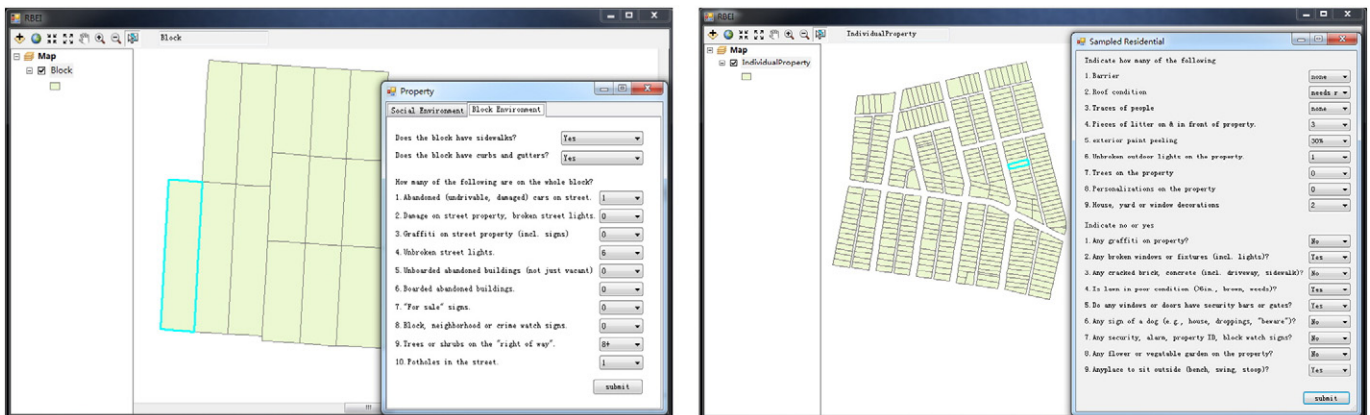 RBEI
Block
Map
Block
Property
Social Environment
Block Environment
Does the block have sidewalks? Yes
Does the block have curbs and gutters? Yes
How many of the following are on the whole block?
1. Abandoned (undrivable, damaged) cars on street. 1
2. Damage on street property, broken street lights. 0
3. Graffiti on street property (incl. signs) 0
4. Unbroken street lights. 6
5. Unboarded abandoned buildings (not just vacant) 0
6. Boarded abandoned buildings. 0
7. "For sale" signs. 0
8. Block, neighborhood or crime watch signs. 0
9. Trees or shrubs on the "right of way". 8+
10. Potholes in the street. 1
submit
RBEI
IndividualProperty
Map
IndividualProperty
Sampled Residential
Indicate how many of the following
1. Barrier none
2. Roof condition needs r
3. Traces of people none
4. Pieces of litter on & in front of property. 3
5. exterior paint peeling 30%
6. Unbroken outdoor lights on the property. 1
7. Trees on the property 0
8. Personalizations on the property 0
9. House, yard or window decorations 2
Indicate no or yes
1. Any graffiti on property? No
2. Any broken windows or fixtures (incl. lights)? Yes
3. Any cracked brick, concrete (incl. driveway, sidewalk)? No
4. Is lawn in poor condition (>6in., brown, weeds)? Yes
5. Do any windows or doors have security bars or gates? Yes
6. Any sign of a dog (e.g., house, droppings, "beware")? No
7. Any security, alarm, property ID, block watch signs? No
8. Any flower or vegatable garden on the property? No
9. Anyplace to sit outside (bench, swing, stoop)? Yes
submit